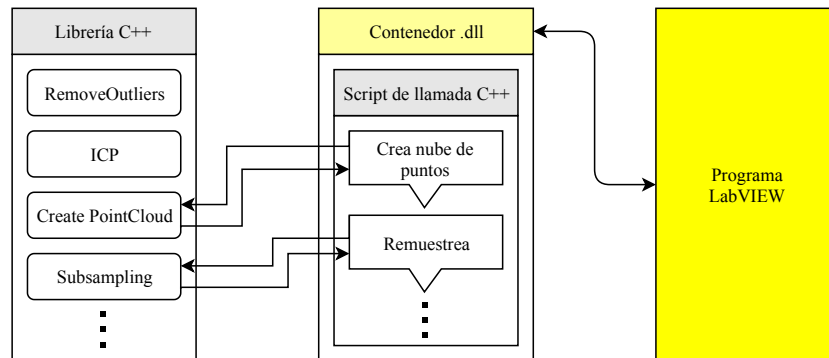 Librería C++
RemoveOutliers
ICP
Create PointCloud
Subsampling
Contenedor .dll
Script de llamada C++
Crea nube de
puntos
Remuestrea
Programa
LabVIEW